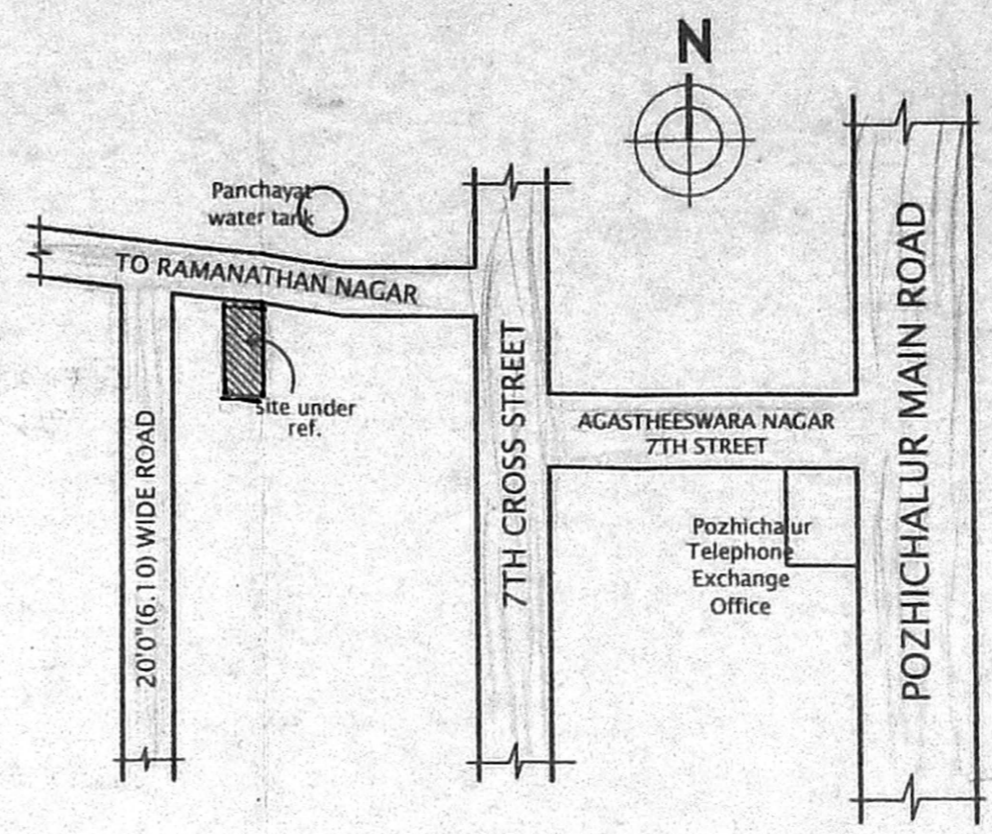 N
Panchayat
water tank
TO RAMANATHAN NAGAR
site under
ref.
20'0"(6.10) WIDE ROAD
7TH CROSS STREET
AGASTHEESWARA NAGAR
7TH STREET
Pozhichalur
Telephone
Exchange
Office
POZHICHALUR MAIN ROAD